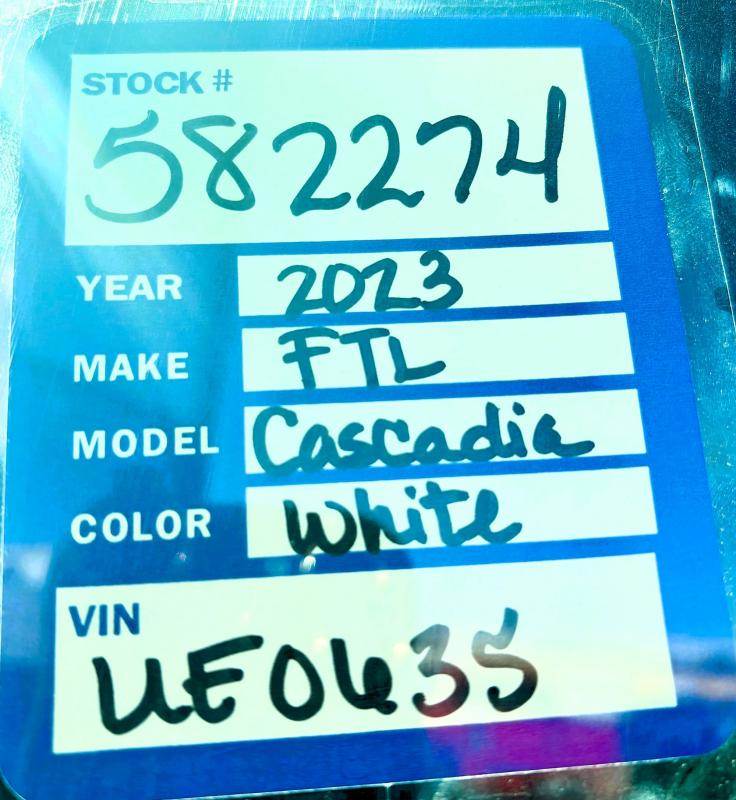 STOCK #
582274
YEAR 2023
MAKE FTL
MODEL Cascadia
COLOR White
VIN
UE0635